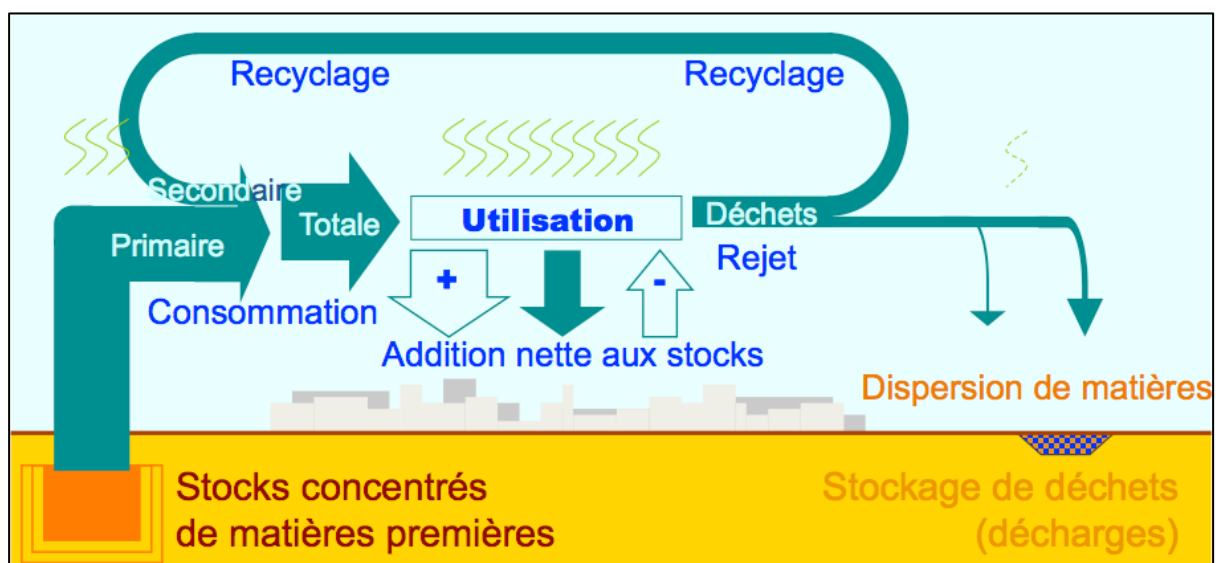 Recyclage
Recyclage
Secondaire
Primaire
Totale
Utilisation
Déchets
Rejet
Consommation
+
-
Addition nette aux stocks
Dispersion de matières
Stocks concentrés
de matières premières
Stockage de déchets
(décharges)